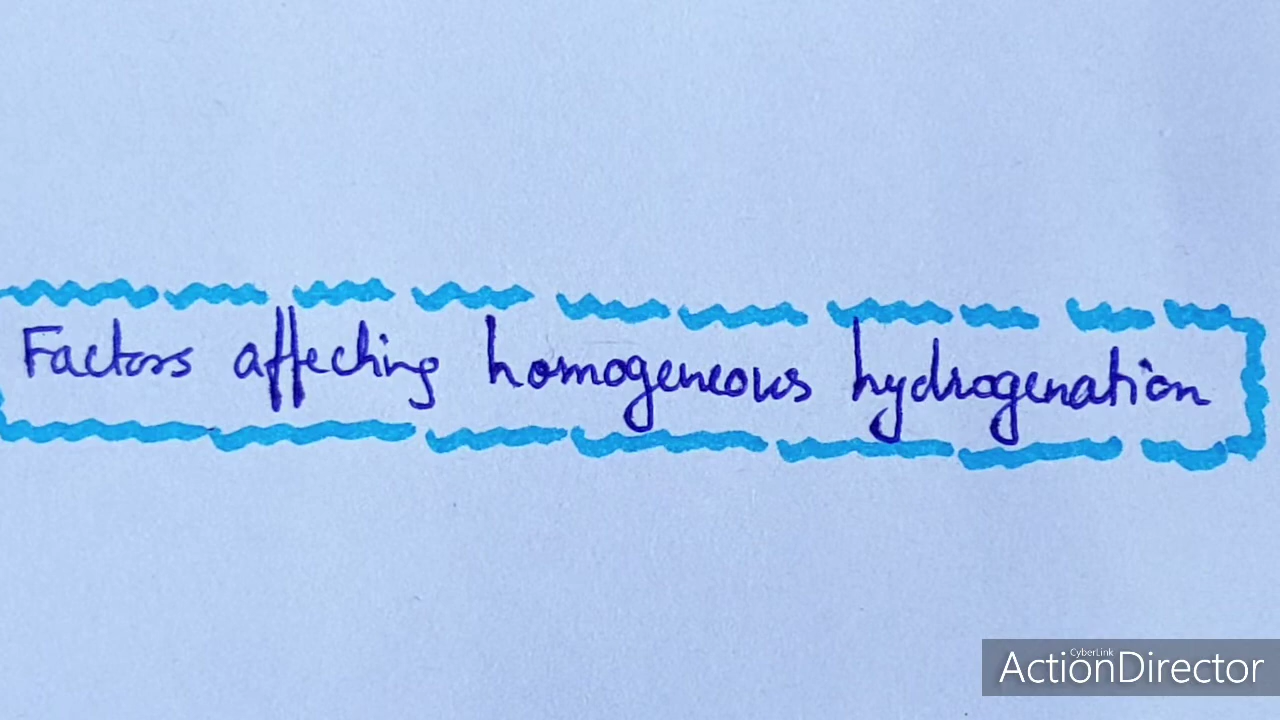 Factors affecting homogeneous hydrogenation
CyberLink
ActionDirector